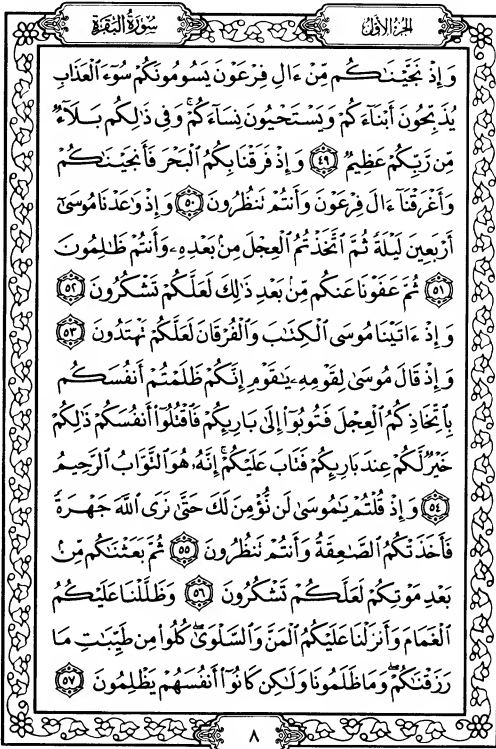 الجزء الأول
سورة البقرة
وَإِذْ نَجَّيْنَٰكُم مِّنْ ءَالِ فِرْعَوْنَ يَسُومُونَكُمْ سُوٓءَ ٱلْعَذَابِ
يُذَبِّحُونَ أَبْنَآءَكُمْ وَيَسْتَحْيُونَ نِسَآءَكُمْ ۚ وَفِى ذَٰلِكُم بَلَآءٌ
مِّن رَّبِّكُمْ عَظِيمٌ ٤٩ وَإِذْ فَرَقْنَا بِكُمُ ٱلْبَحْرَ فَأَنجَيْنَٰكُمْ
وَأَغْرَقْنَآ ءَالَ فِرْعَوْنَ وَأَنتُمْ تَنظُرُونَ ٥٠ وَإِذْ وَٰعَدْنَا مُوسَىٰٓ
أَرْبَعِينَ لَيْلَةً ثُمَّ ٱتَّخَذْتُمُ ٱلْعِجْلَ مِنۢ بَعْدِهِۦ وَأَنتُمْ ظَٰلِمُونَ
٥١ ثُمَّ عَفَوْنَا عَنكُم مِّنۢ بَعْدِ ذَٰلِكَ لَعَلَّكُمْ تَشْكُرُونَ ٥٢
وَإِذْ ءَاتَيْنَا مُوسَى ٱلْكِتَٰبَ وَٱلْفُرْقَانَ لَعَلَّكُمْ تَهْتَدُونَ ٥٣
وَإِذْ قَالَ مُوسَىٰ لِقَوْمِهِۦ يَٰقَوْمِ إِنَّكُمْ ظَلَمْتُمْ أَنفُسَكُم
بِٱتِّخَاذِكُمُ ٱلْعِجْلَ فَتُوبُوٓا۟ إِلَىٰ بَارِئِكُمْ فَٱقْتُلُوٓا۟ أَنفُسَكُمْ ذَٰلِكُمْ
خَيْرٌ لَّكُمْ عِندَ بَارِئِكُمْ فَتَابَ عَلَيْكُمْ ۚ إِنَّهُۥ هُوَ ٱلتَّوَّابُ ٱلرَّحِيمُ
٥٤ وَإِذْ قُلْتُمْ يَٰمُوسَىٰ لَن نُّؤْمِنَ لَكَ حَتَّىٰ نَرَى ٱللَّهَ جَهْرَةً
فَأَخَذَتْكُمُ ٱلصَّٰعِقَةُ وَأَنتُمْ تَنظُرُونَ ٥٥ ثُمَّ بَعَثْنَٰكُم مِّنۢ
بَعْدِ مَوْتِكُمْ لَعَلَّكُمْ تَشْكُرُونَ ٥٦ وَظَلَّلْنَا عَلَيْكُمُ
ٱلْغَمَامَ وَأَنزَلْنَا عَلَيْكُمُ ٱلْمَنَّ وَٱلسَّلْوَىٰ ۖ كُلُوا۟ مِن طَيِّبَٰتِ مَا
رَزَقْنَٰكُمْ ۖ وَمَا ظَلَمُونَا وَلَٰكِن كَانُوٓا۟ أَنفُسَهُمْ يَظْلِمُونَ ٥٧
٨